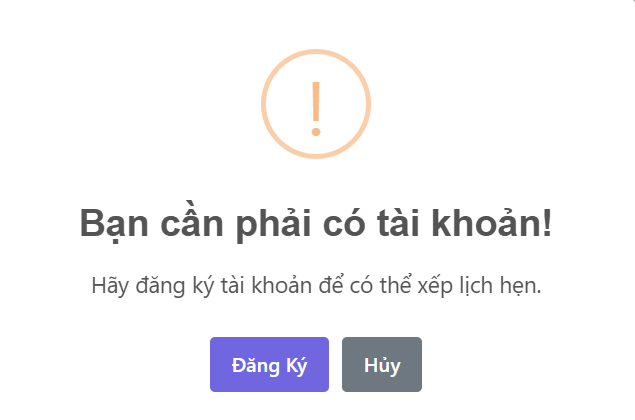 Bạn cần phải có tài khoản!
Hãy đăng ký tài khoản để có thể xếp lịch hẹn.
Đăng Ký
Hủy